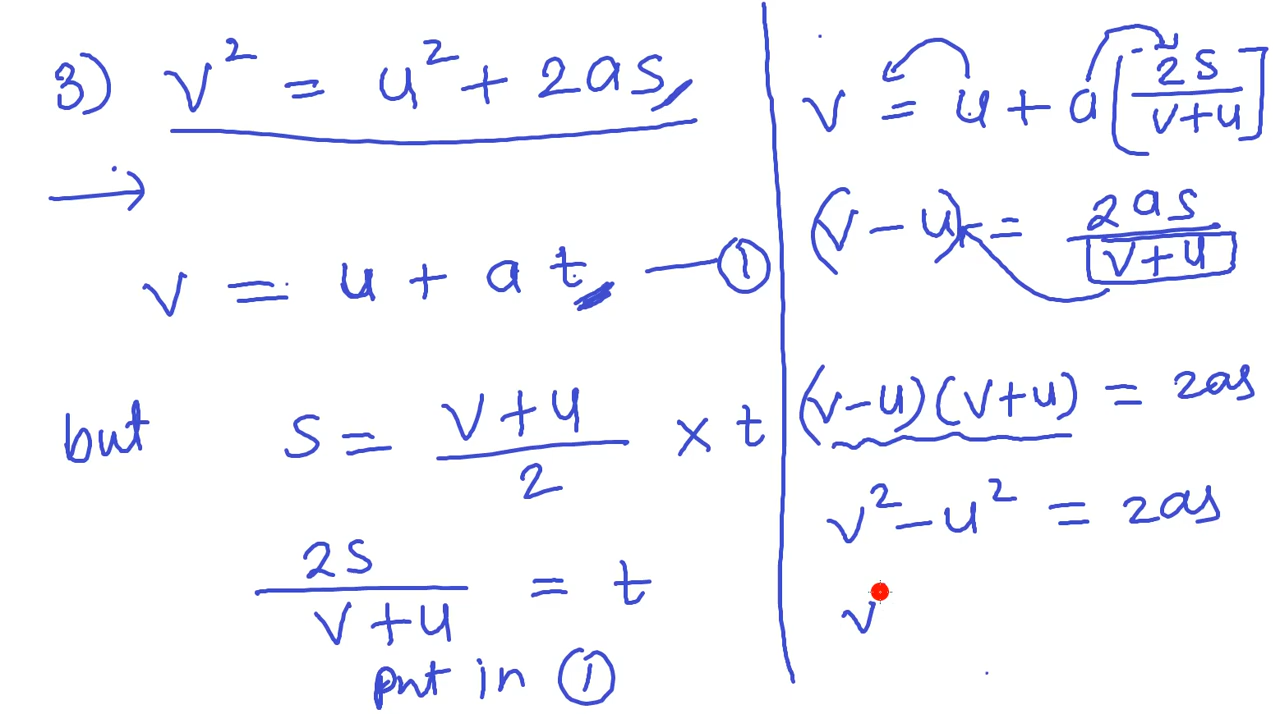 3) v² = u² + 2as
→
v = u + at — ①
but s = v+u/2 × t
2s/v+u = t
put in ①
v = u + a[2s/v+u]
(v - u) = 2as/v+u
(v-u)(v+u) = 2as
v² - u² = 2as
v